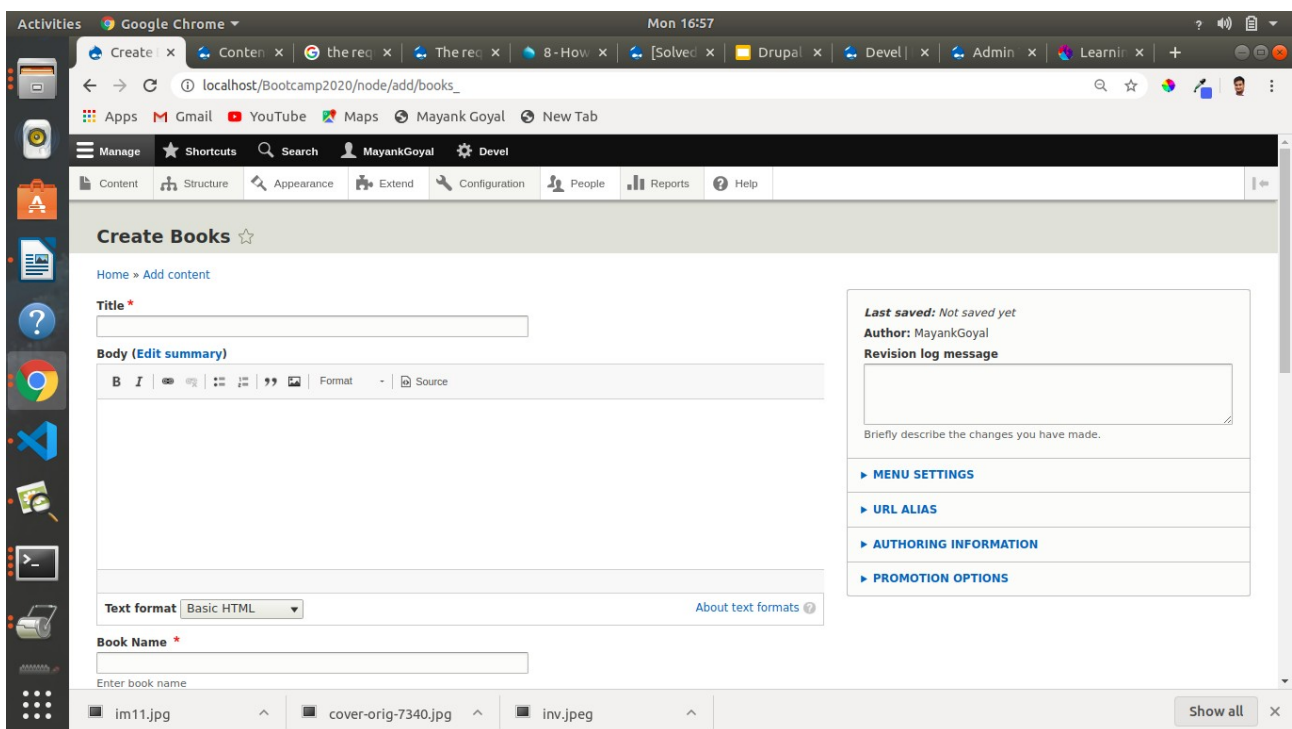 Activities Google Chrome Mon 16:57
Create Conten the req The req 8-How [Solved Drupal Devel Admin Learnin
localhost/Bootcamp2020/node/add/books_
Apps Gmail YouTube Maps Mayank Goyal New Tab
Manage Shortcuts Search MayankGoyal Devel
Content Structure Appearance Extend Configuration People Reports Help
Create Books
Home » Add content
Title *
Last saved: Not saved yet
Author: MayankGoyal
Revision log message
Body (Edit summary)
B I Format Source
Briefly describe the changes you have made.
MENU SETTINGS
URL ALIAS
AUTHORING INFORMATION
PROMOTION OPTIONS
Text format Basic HTML About text formats
Book Name *
Enter book name
im11.jpg cover-orig-7340.jpg inv.jpeg Show all